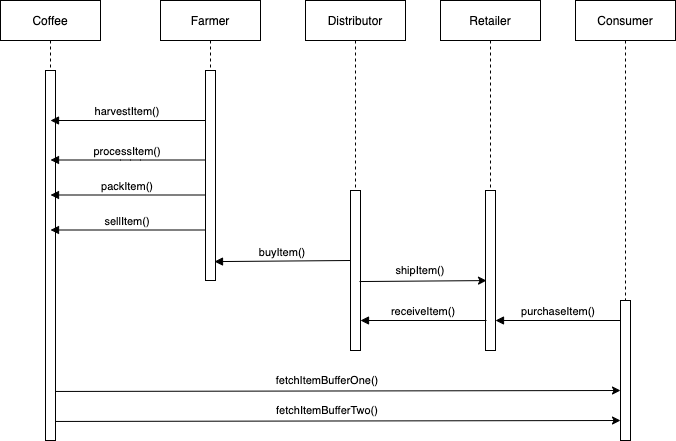 Coffee
Farmer
Distributor
Retailer
Consumer
harvestItem()
processItem()
packItem()
sellItem()
buyItem()
shipItem()
receiveItem()
purchaseItem()
fetchItemBufferOne()
fetchItemBufferTwo()